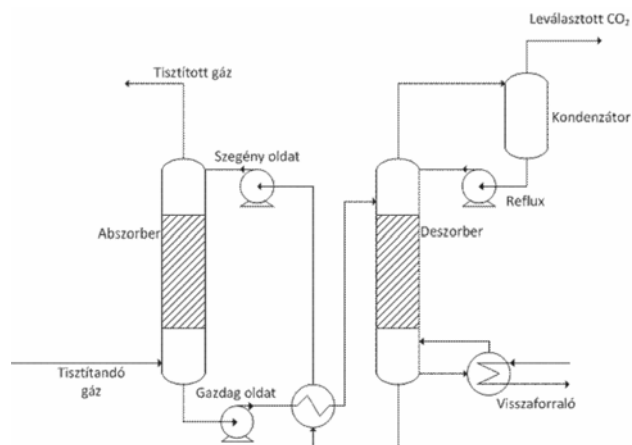 Leválasztott CO₂
Tisztított gáz
Kondenzátor
Szegény oldat
Reflux
Abszorber
Deszorber
Tisztítandó
gáz
Gazdag oldat
Visszaforraló